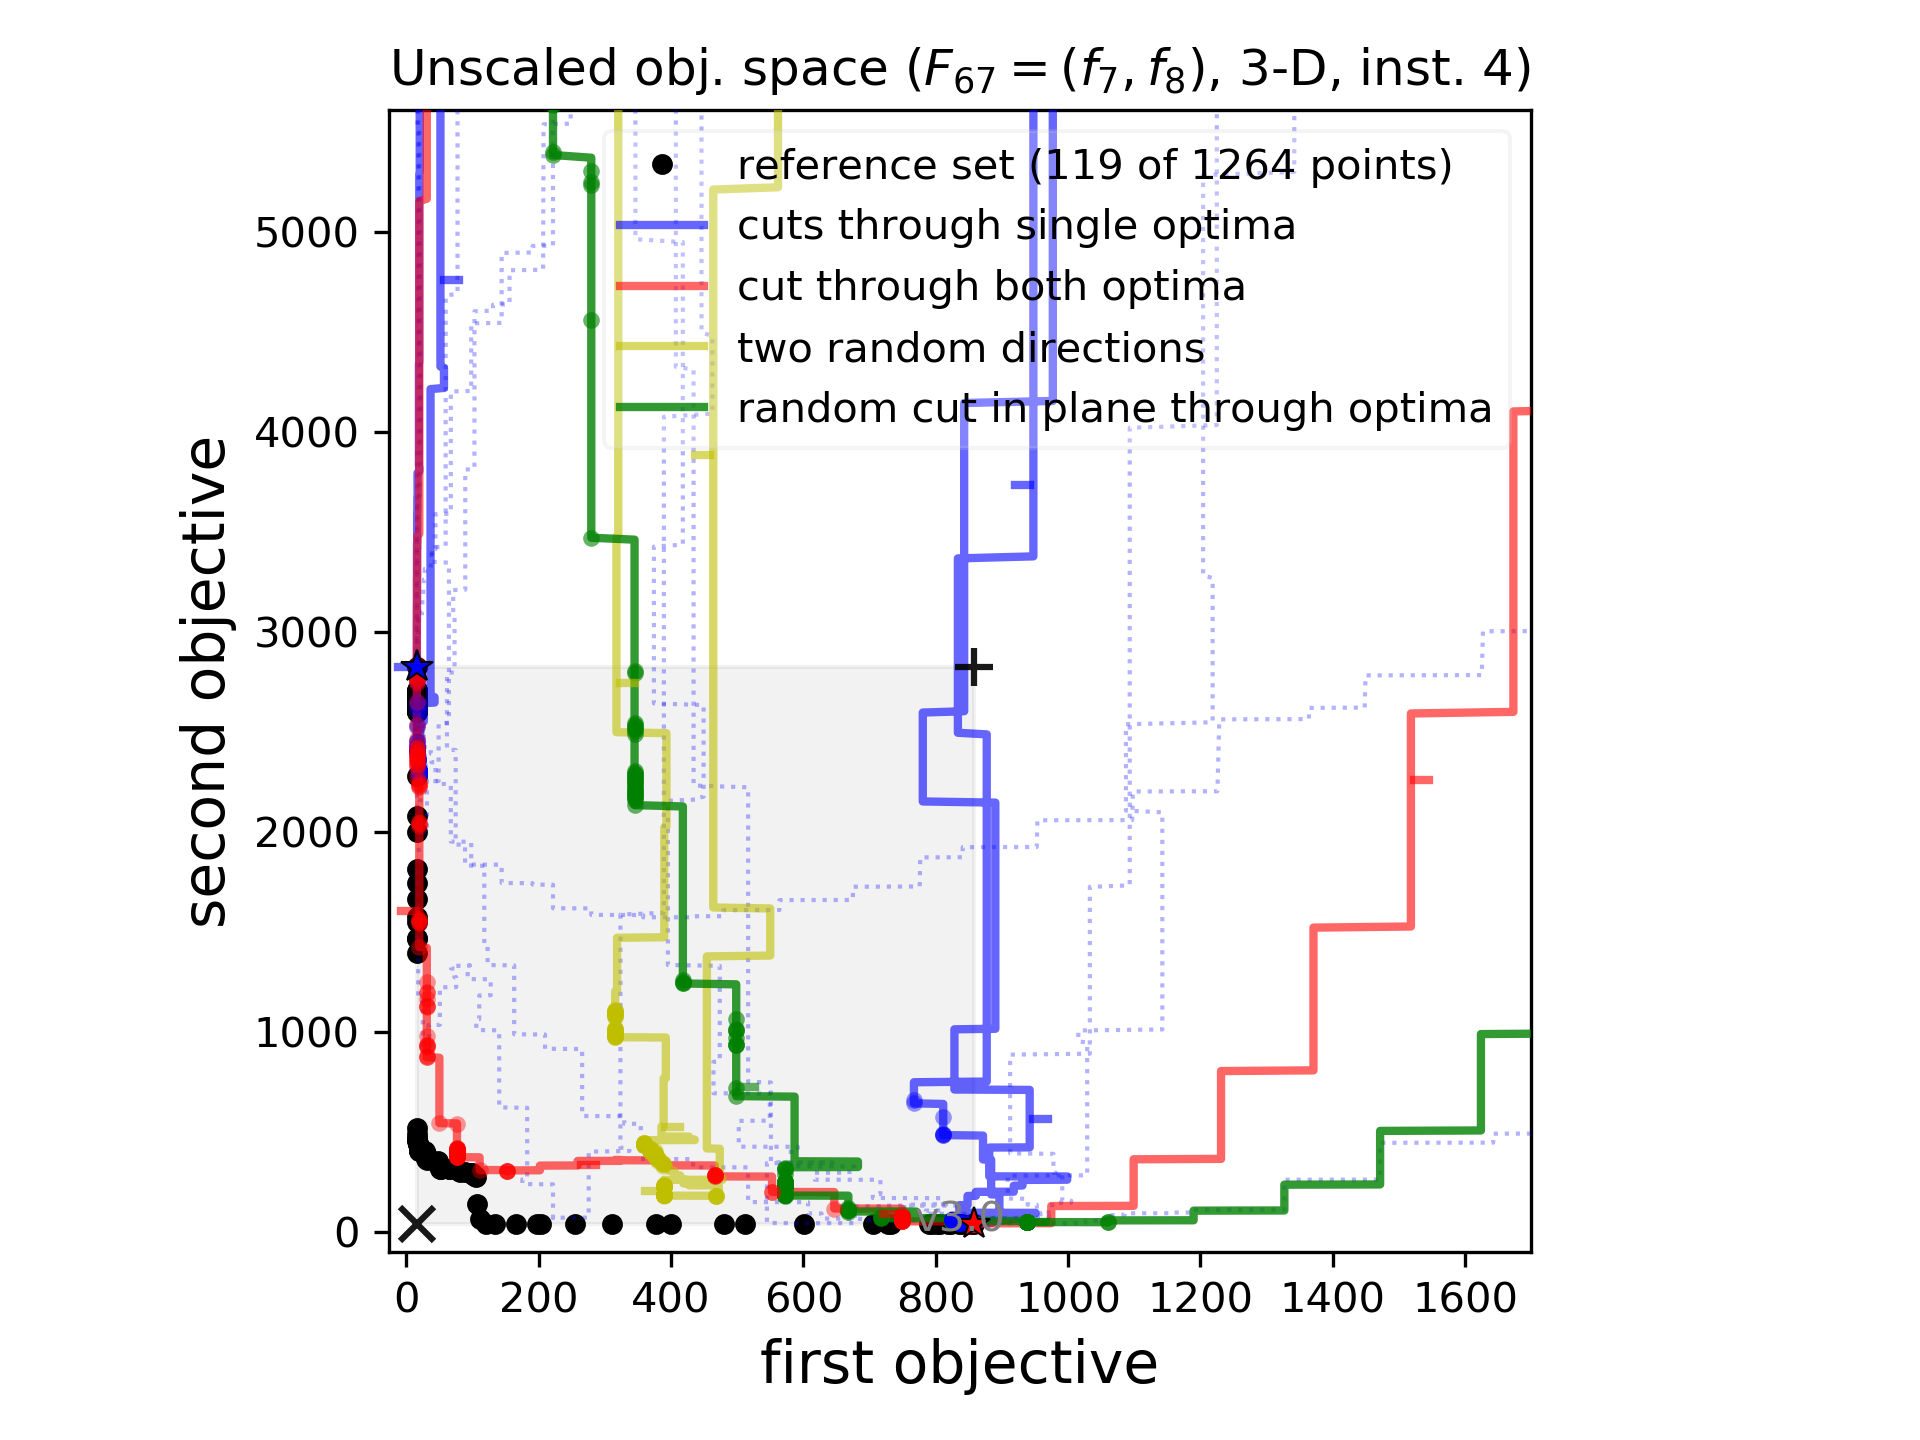 Unscaled obj. space (F67 = (f7, f8), 3-D, inst. 4)
reference set (119 of 1264 points)
cuts through single optima
cut through both optima
two random directions
random cut in plane through optima
5000
4000
3000
2000
1000
0
second objective
v3.0
0 200 400 600 800 1000 1200 1400 1600
first objective